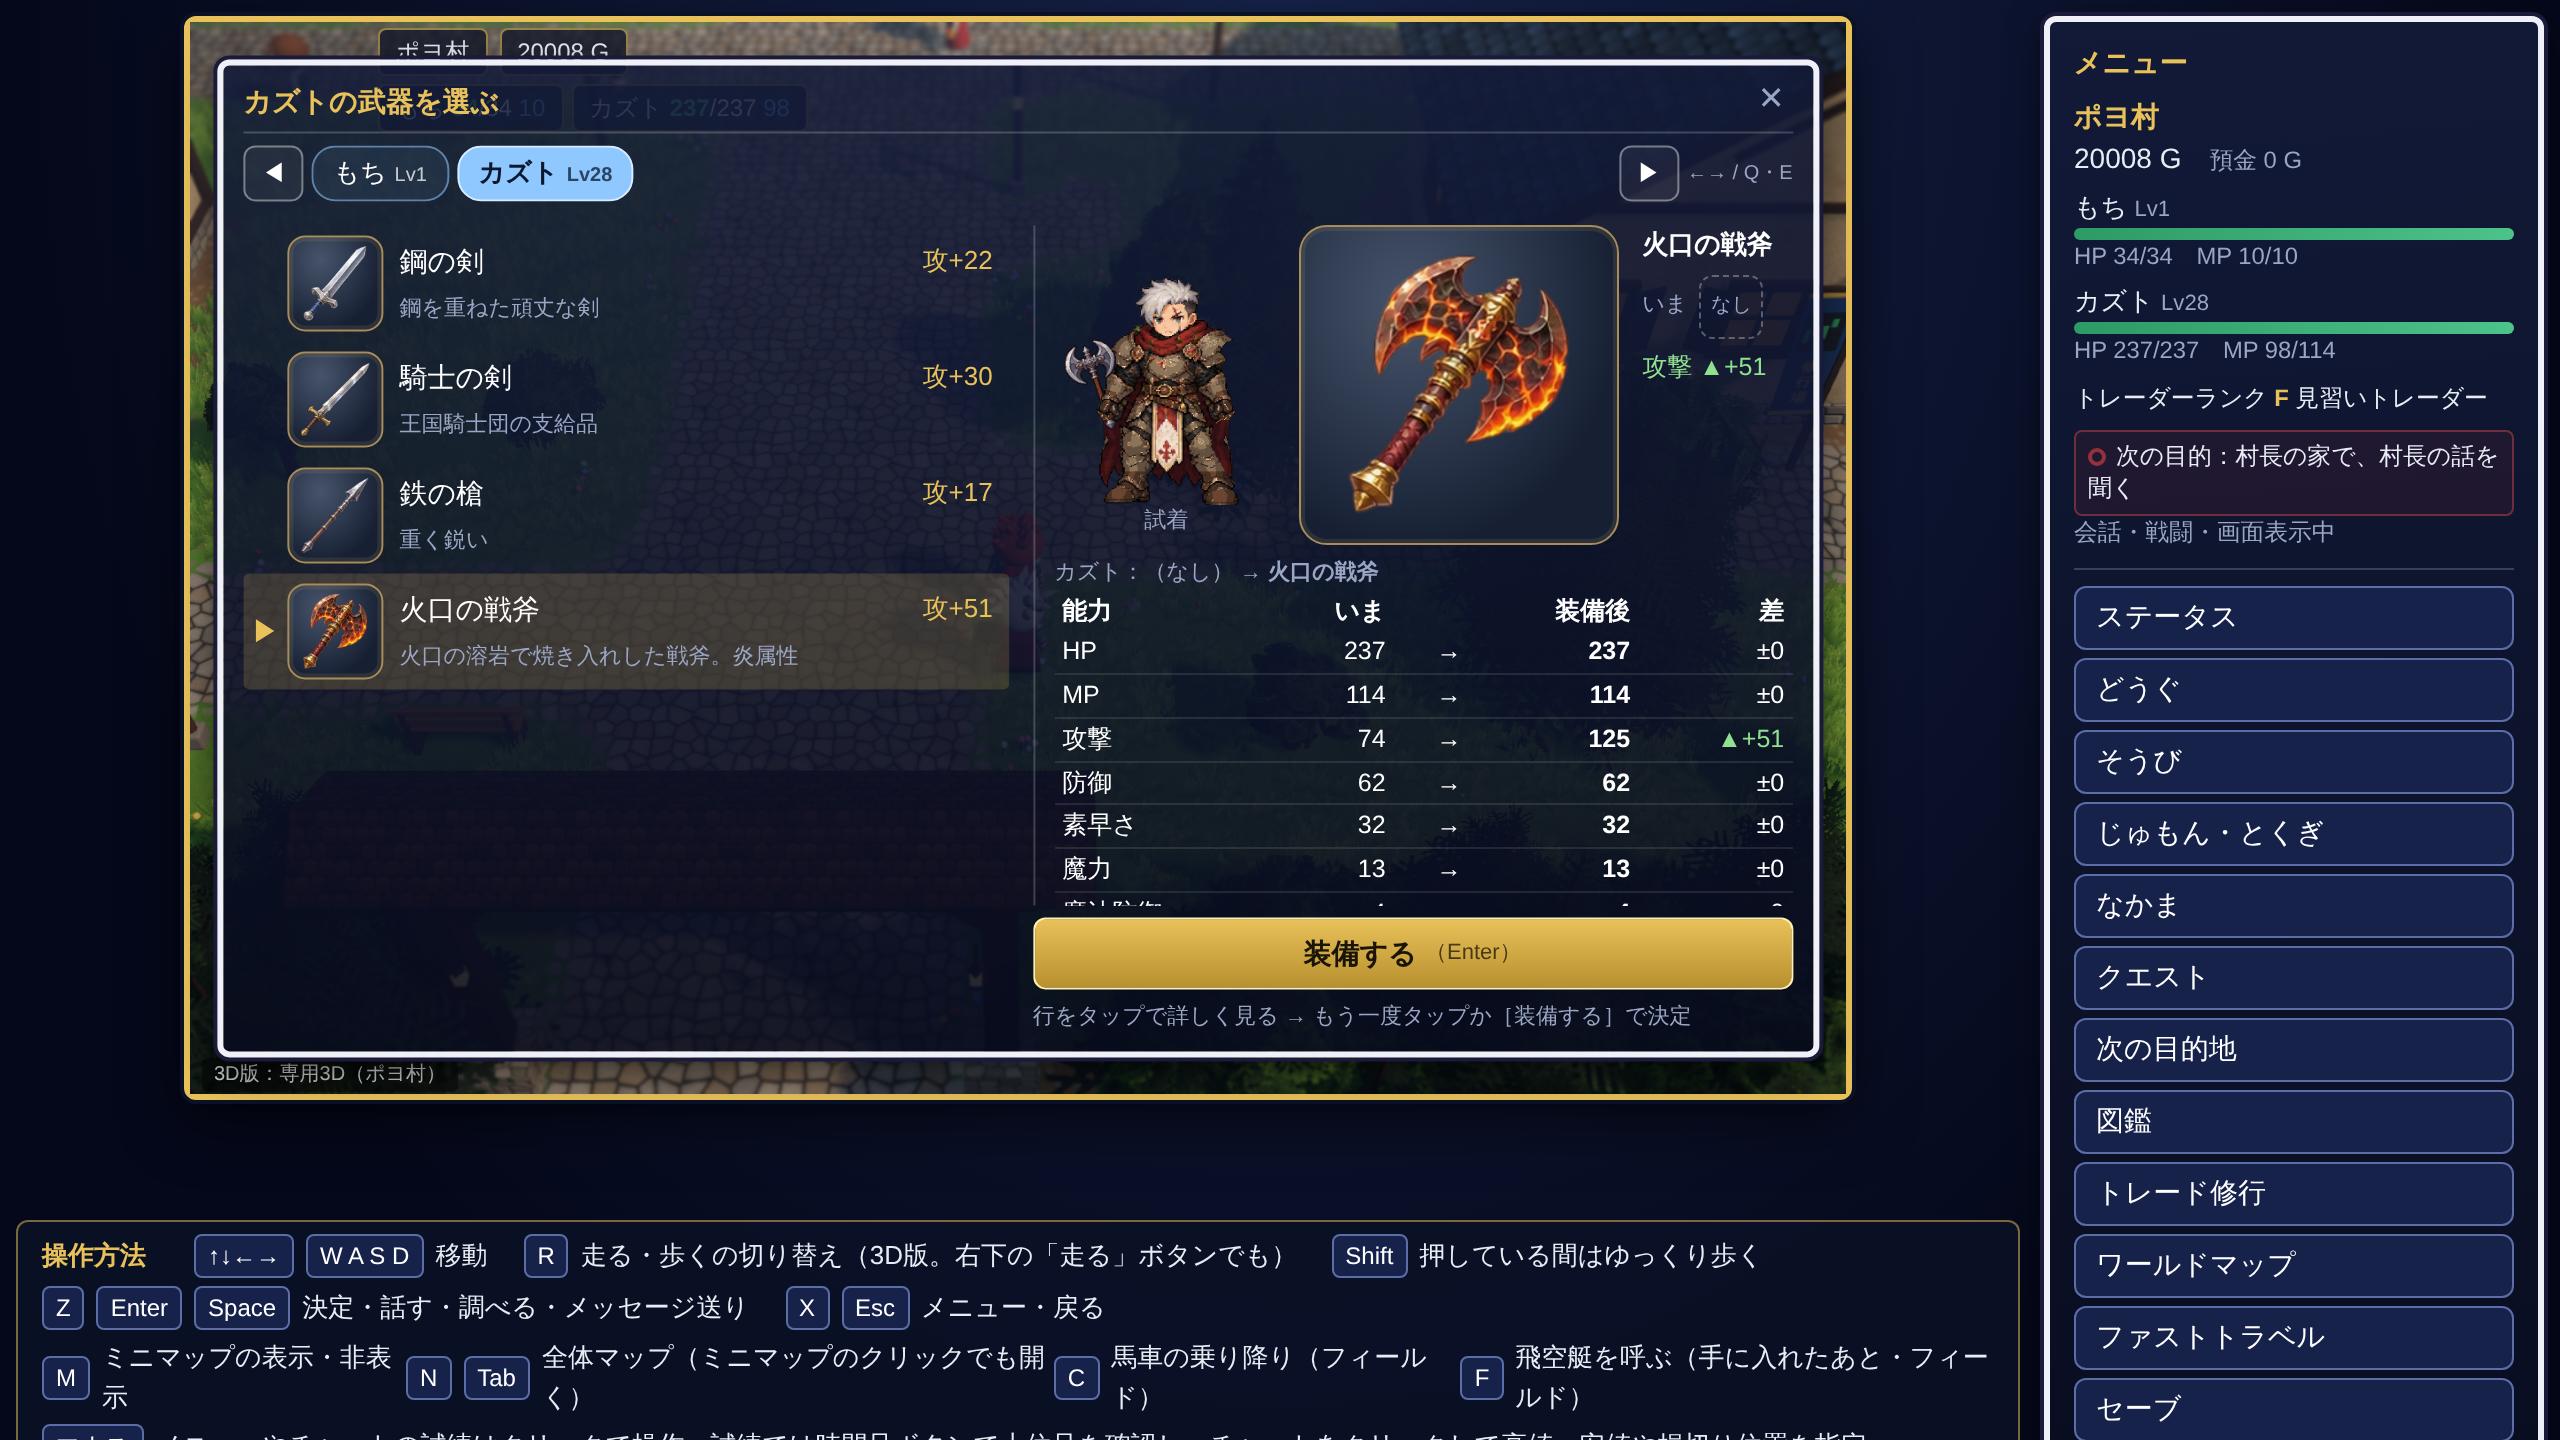 ポヨ村 20008 G
カズトの武器を選ぶ
カズト 237/237 98
×
◀ もち Lv1 カズト Lv28 ▶ ←→ / Q・E
鋼の剣 攻+22
鋼を重ねた頑丈な剣
騎士の剣 攻+30
王国騎士団の支給品
鉄の槍 攻+17
重く鋭い
▶ 火口の戦斧 攻+51
火口の溶岩で焼き入れした戦斧。炎属性
試着
火口の戦斧
いま なし
攻撃 ▲+51
カズト：（なし） → 火口の戦斧
能力 いま 装備後 差
HP 237 → 237 ±0
MP 114 → 114 ±0
攻撃 74 → 125 ▲+51
防御 62 → 62 ±0
素早さ 32 → 32 ±0
魔力 13 → 13 ±0
装備する （Enter）
行をタップで詳しく見る → もう一度タップか［装備する］で決定
3D版：専用3D（ポヨ村）
メニュー
ポヨ村
20008 G 預金 0 G
もち Lv1
HP 34/34 MP 10/10
カズト Lv28
HP 237/237 MP 98/114
トレーダーランク F 見習いトレーダー
次の目的：村長の家で、村長の話を
聞く
会話・戦闘・画面表示中
ステータス
どうぐ
そうび
じゅもん・とくぎ
なかま
クエスト
次の目的地
図鑑
トレード修行
ワールドマップ
ファストトラベル
セーブ
操作方法 ↑↓←→ W A S D 移動 R 走る・歩くの切り替え（3D版。右下の「走る」ボタンでも） Shift 押している間はゆっくり歩く
Z Enter Space 決定・話す・調べる・メッセージ送り X Esc メニュー・戻る
M ミニマップの表示・非表示 N Tab 全体マップ（ミニマップのクリックでも開く） C 馬車の乗り降り（フィールド） F 飛空艇を呼ぶ（手に入れたあと・フィールド）